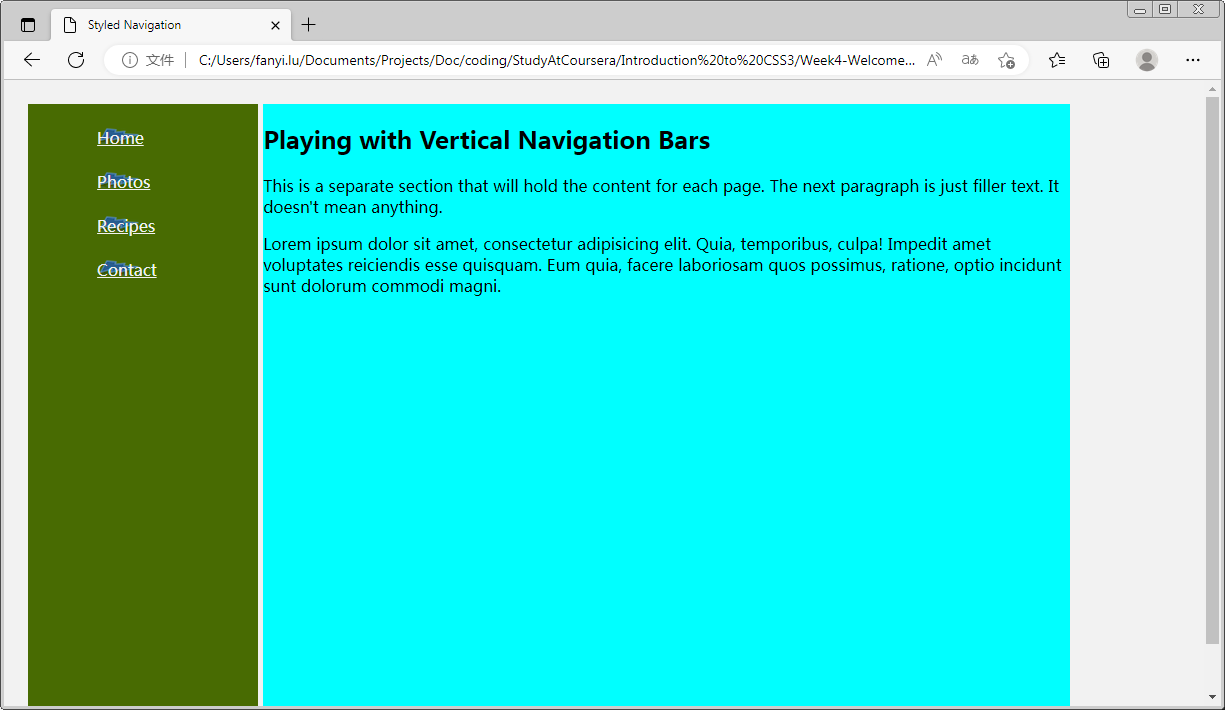 Styled Navigation
文件 C:/Users/fanyi.lu/Documents/Projects/Doc/coding/StudyAtCoursera/Introduction%20to%20CSS3/Week4-Welcome...
Home
Photos
Recipes
Contact
Playing with Vertical Navigation Bars
This is a separate section that will hold the content for each page. The next paragraph is just filler text. It
doesn't mean anything.
Lorem ipsum dolor sit amet, consectetur adipisicing elit. Quia, temporibus, culpa! Impedit amet
voluptates reiciendis esse quisquam. Eum quia, facere laboriosam quos possimus, ratione, optio incidunt
sunt dolorum commodi magni.